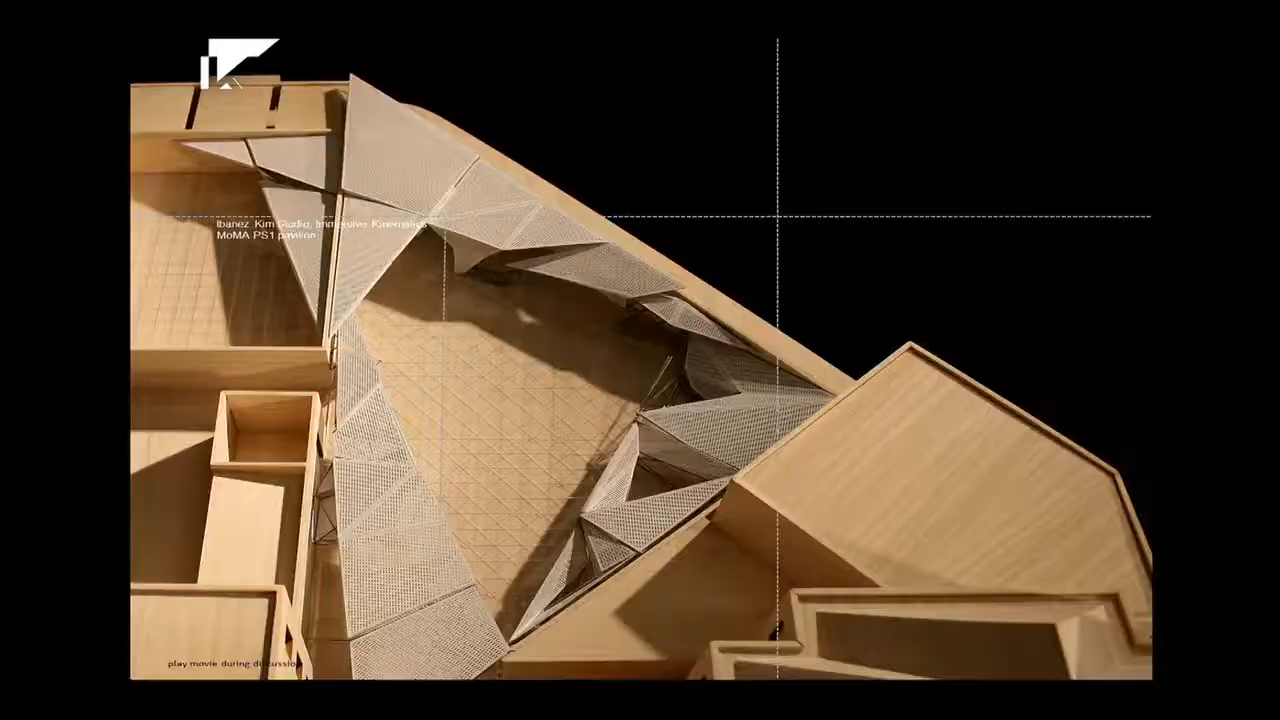 Ibanez Kim Studio, Immersive Kinematics
MoMA PS1 pavilion
play movie during discussion